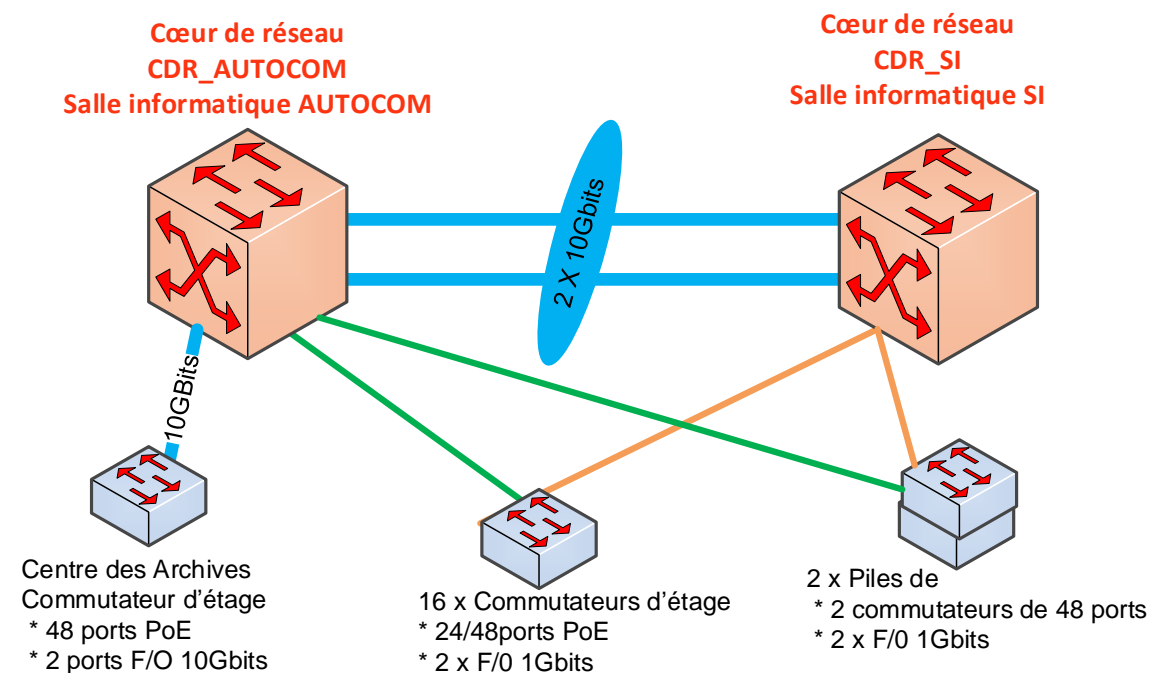 Cœur de réseau
CDR_AUTOCOM
Salle informatique AUTOCOM
Cœur de réseau
CDR_SI
Salle informatique SI
2 X 10Gbits
10GBits
Centre des Archives
Commutateur d'étage
* 48 ports PoE
* 2 ports F/O 10Gbits
16 x Commutateurs d'étage
* 24/48ports PoE
* 2 x F/0 1Gbits
2 x Piles de
* 2 commutateurs de 48 ports
* 2 x F/0 1Gbits